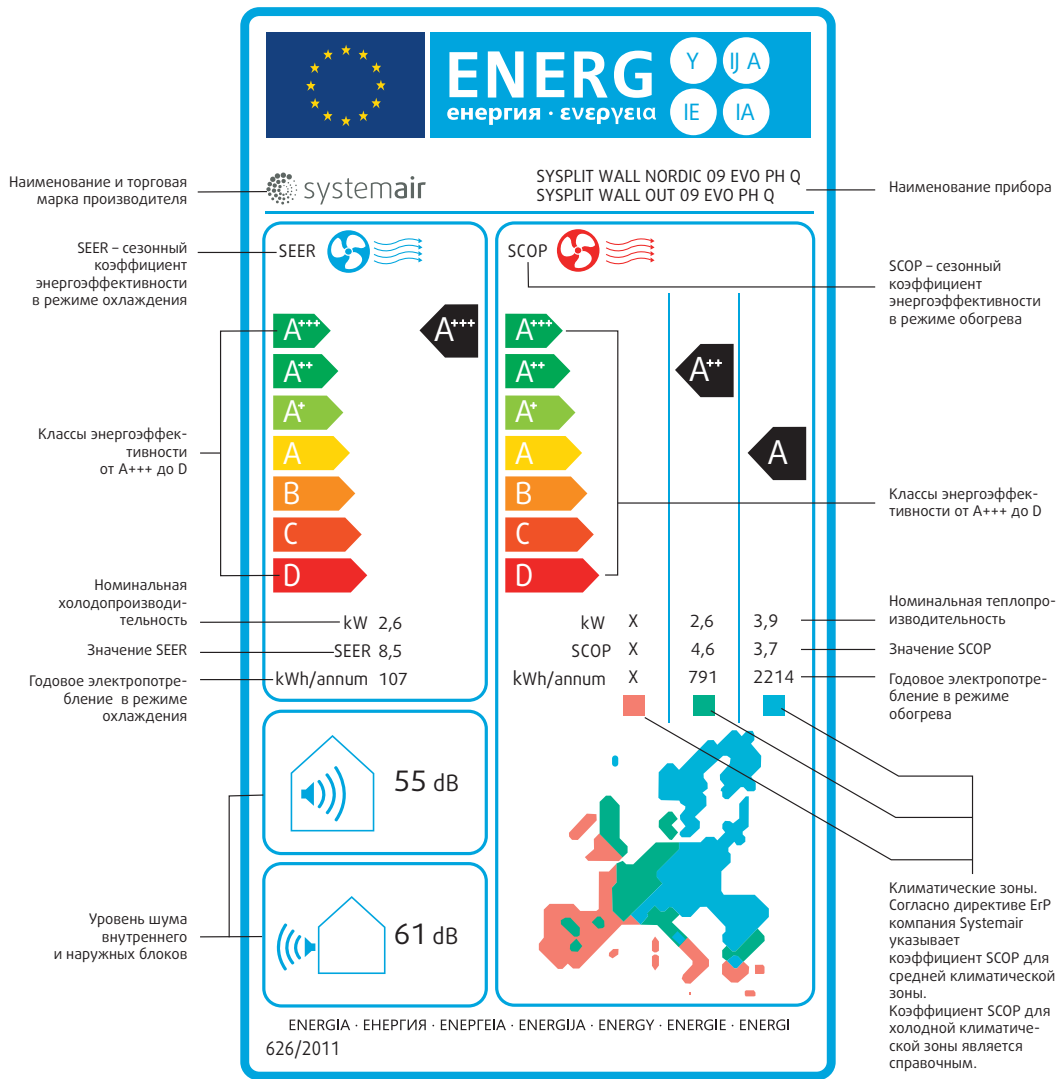 ENERG
енергия · ενεργεια
Y
IJ A
IE
IA
systemair
SYSPLIT WALL NORDIC 09 EVO PH Q
SYSPLIT WALL OUT 09 EVO PH Q
Наименование и торговая
марка производителя
Наименование прибора
SEER – сезонный
коэффициент
энергоэффективности
в режиме охлаждения
SEER
SCOP
SCOP – сезонный
коэффициент
энергоэффективности
в режиме обогрева
A+++
A++
A+
A
B
C
D
A+++
A+++
A++
A+
A
B
C
D
A++
A
Классы энергоэффек-
тивности
от A+++ до D
Классы энергоэффек-
тивности от A+++ до D
Номинальная
холодопроизводи-
тельность
Значение SEER
Годовое электропотре-
бление в режиме
охлаждения
kW 2,6
SEER 8,5
kWh/annum 107
kW X 2,6 3,9
SCOP X 4,6 3,7
kWh/annum X 791 2214
Номинальная теплопро-
изводительность
Значение SCOP
Годовое электропотре-
бление в режиме
обогрева
55 dB
61 dB
Уровень шума
внутреннего
и наружных блоков
Климатические зоны.
Согласно директиве ErP
компания Systemair
указывает
коэффициент SCOP для
средней климатической
зоны.
Коэффициент SCOP для
холодной климатиче-
ской зоны является
справочным.
ENERGIA · ЕНЕРГИЯ · ΕΝΕΡΓΕΙΑ · ENERGIJA · ENERGY · ENERGIE · ENERGI
626/2011